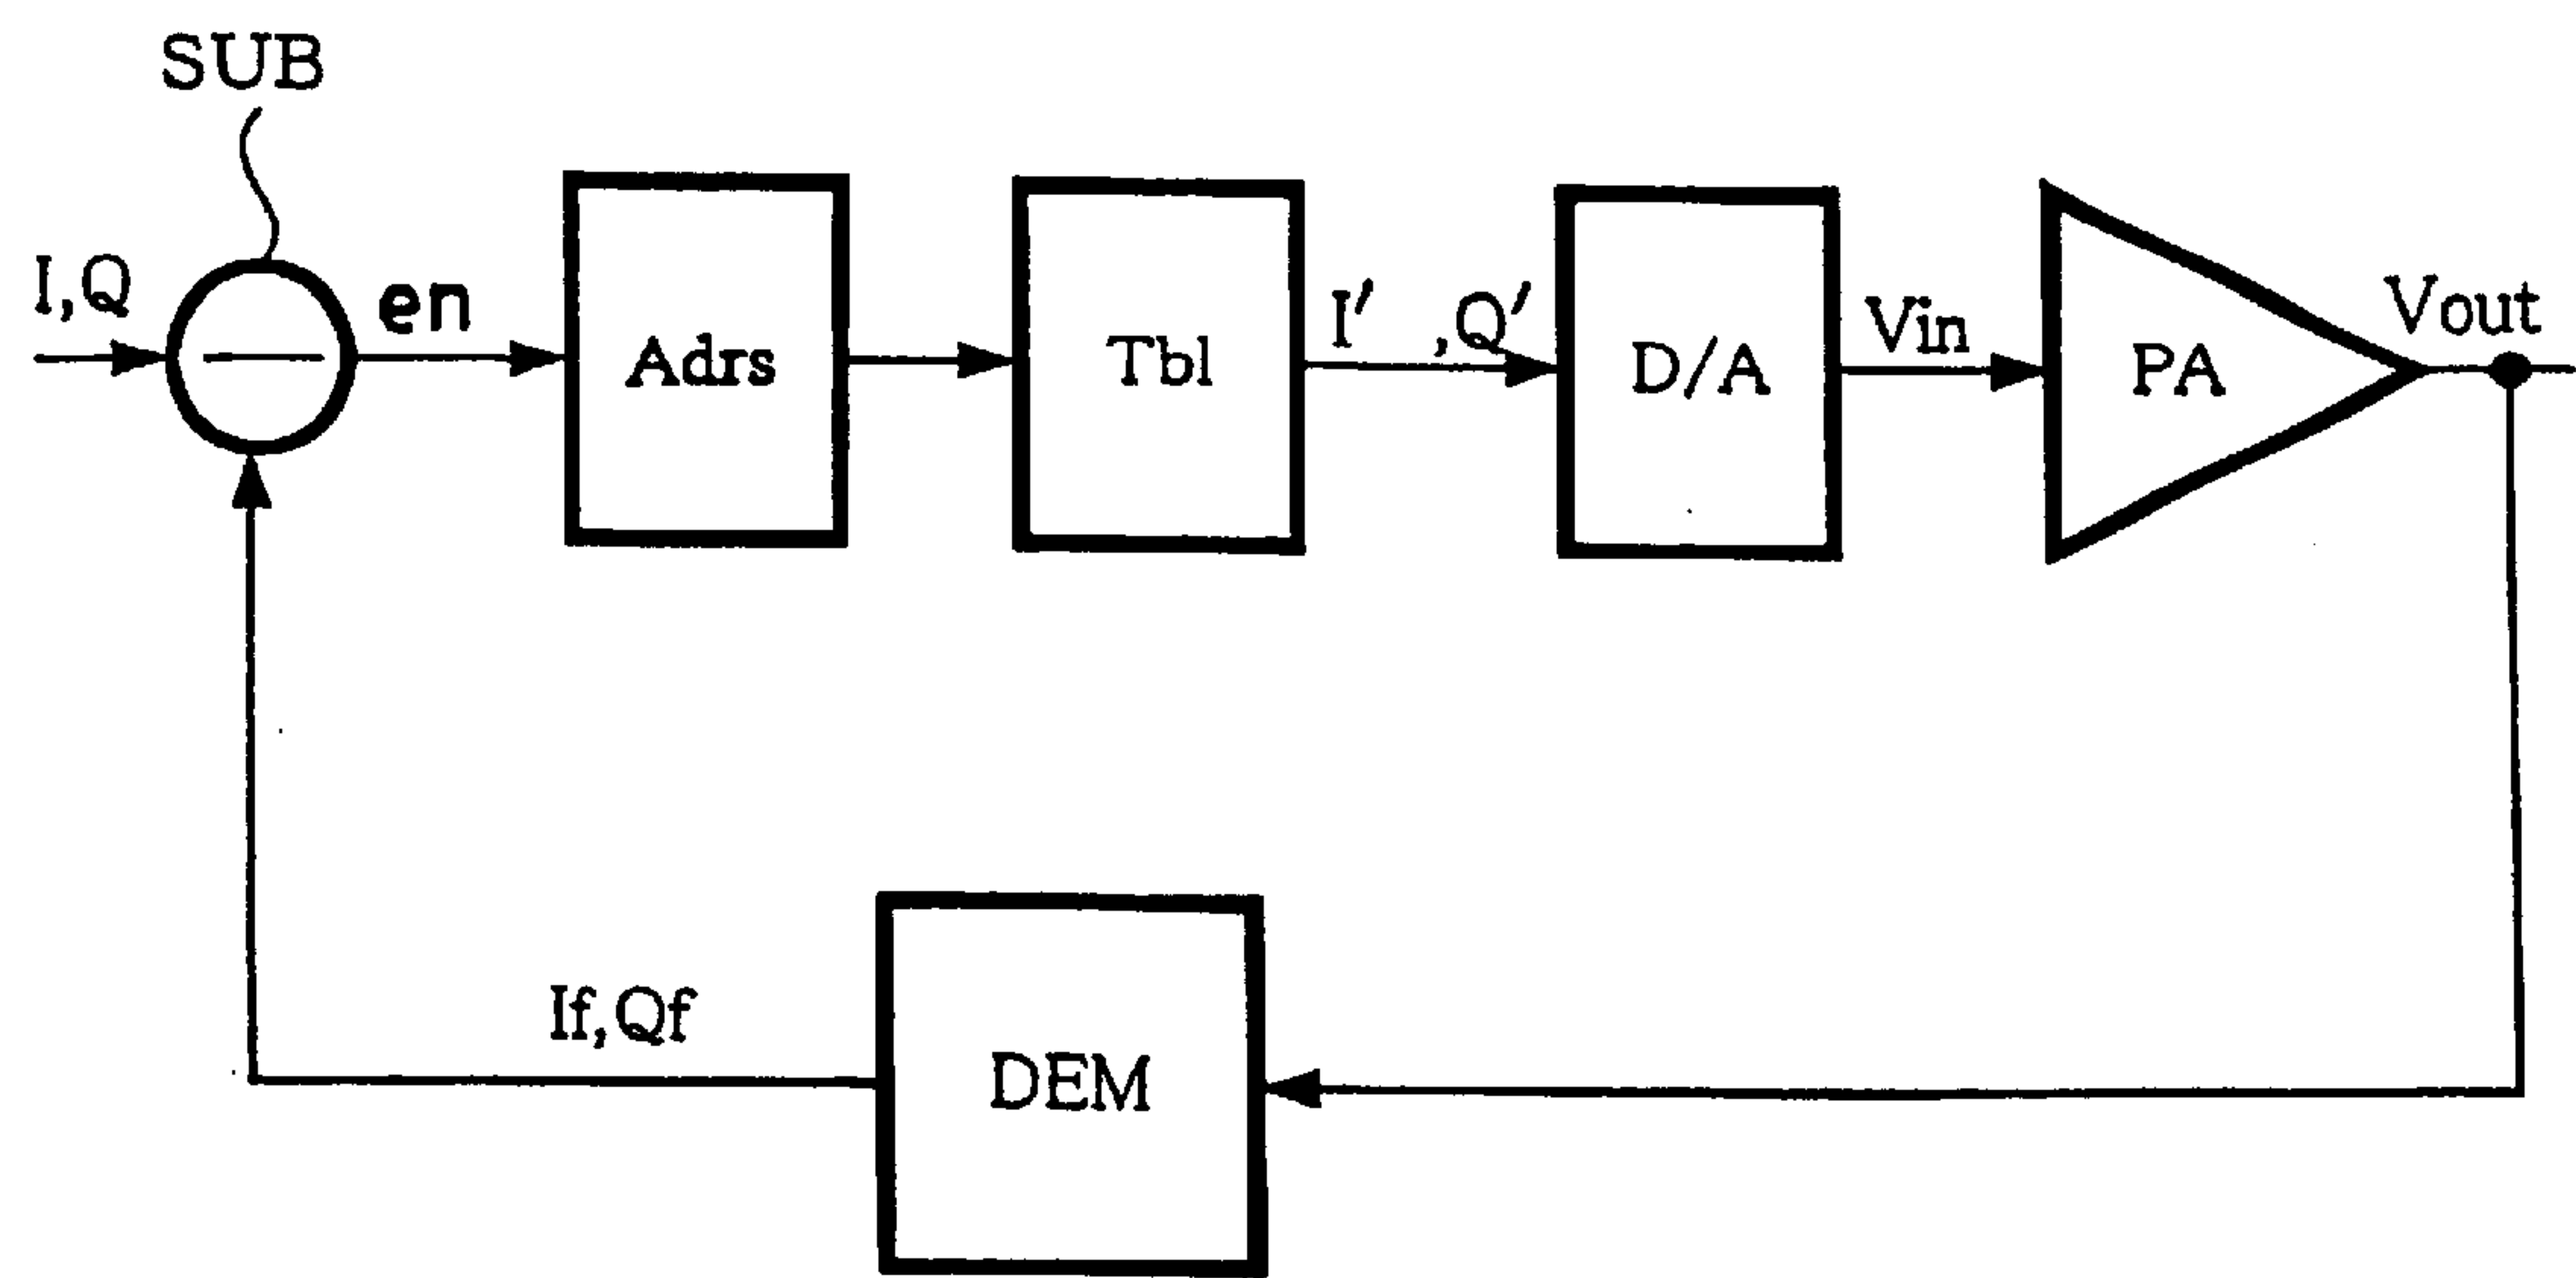 SUB
I,Q
en
Adrs
Tbl
I′ ,Q′
D/A
Vin
PA
Vout
If,Qf
DEM